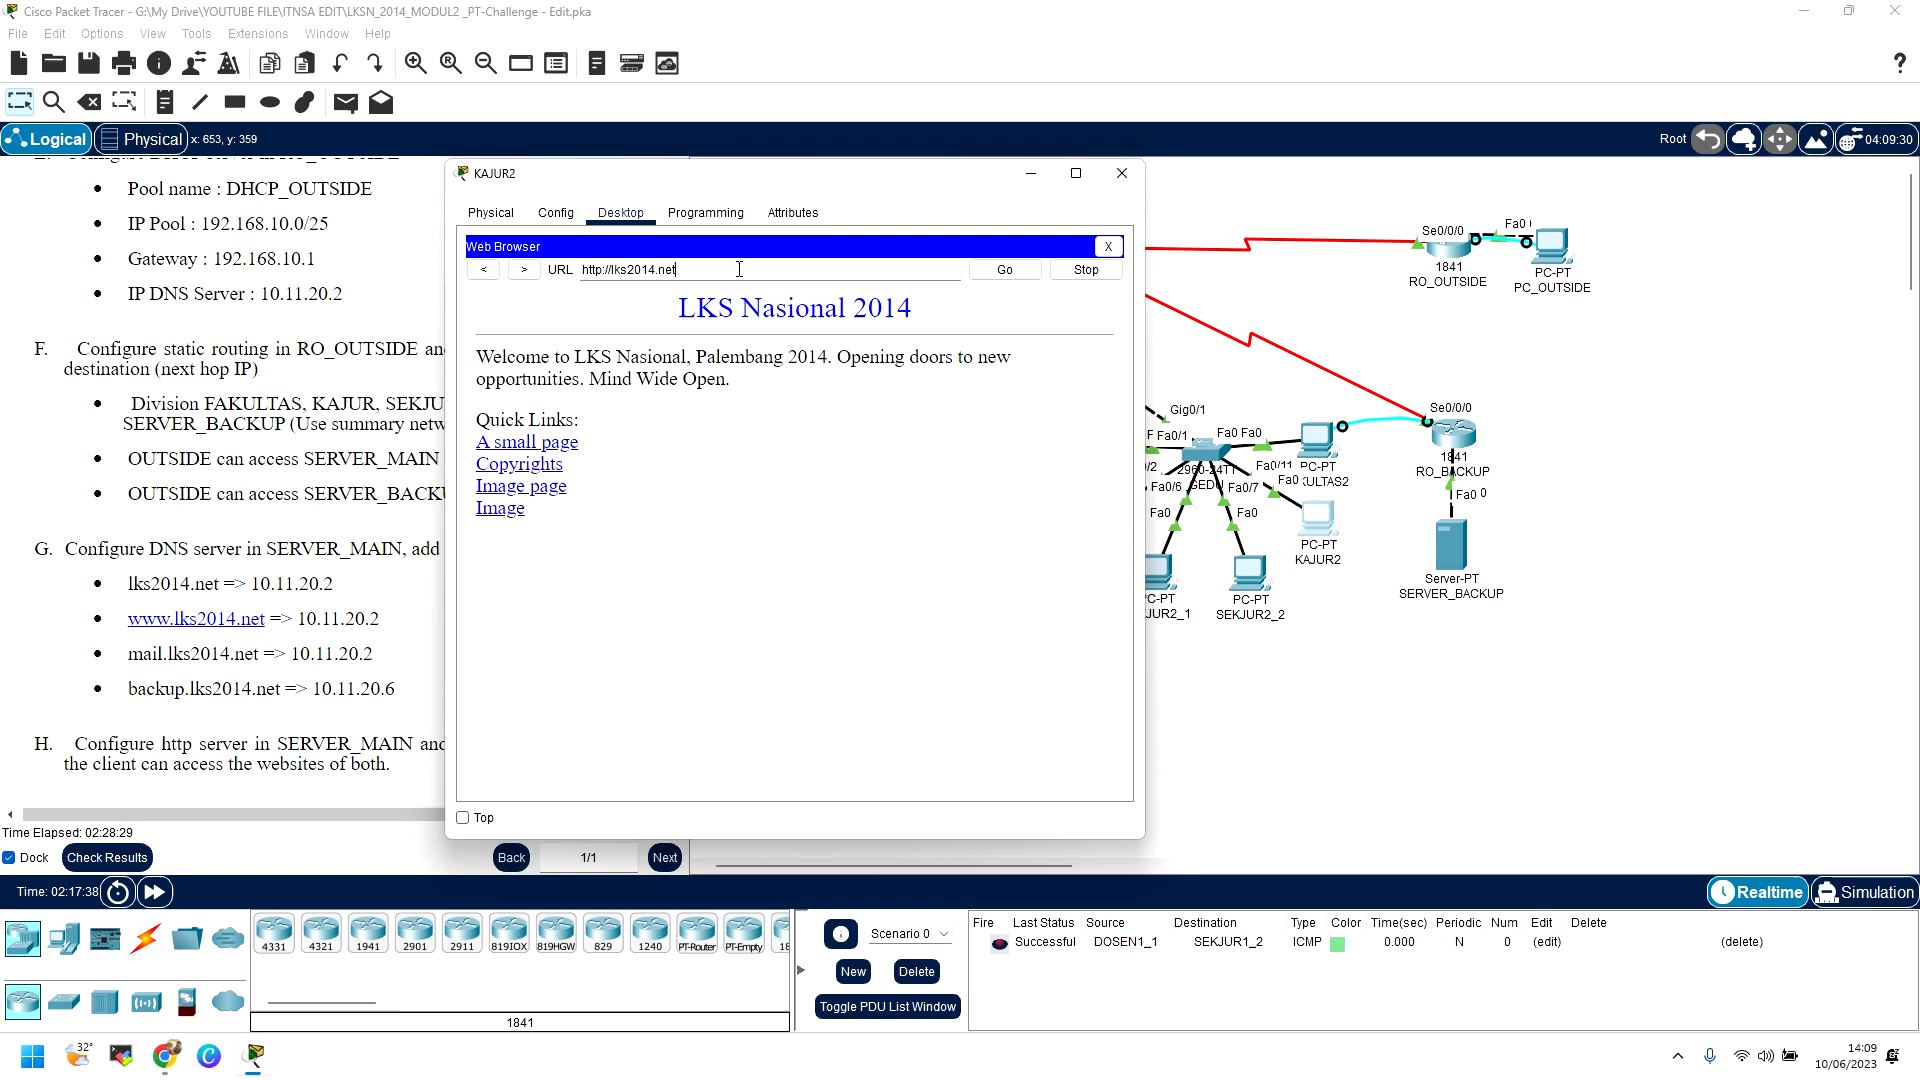 Cisco Packet Tracer - G:\My Drive\YOUTUBE FILE\ITNSA EDIT\LKSN_2014_MODUL2 _PT-Challenge - Edit.pka
File Edit Options View Tools Extensions Window Help
Logical Physical x: 653, y: 359
Root 04:09:30
Pool name : DHCP_OUTSIDE
IP Pool : 192.168.10.0/25
Gateway : 192.168.10.1
IP DNS Server : 10.11.20.2
F. Configure static routing in RO_OUTSIDE an
destination (next hop IP)
Division FAKULTAS, KAJUR, SEKJU
SERVER_BACKUP (Use summary netw
OUTSIDE can access SERVER_MAIN
OUTSIDE can access SERVER_BACKU
G. Configure DNS server in SERVER_MAIN, add
lks2014.net => 10.11.20.2
www.lks2014.net => 10.11.20.2
mail.lks2014.net => 10.11.20.2
backup.lks2014.net => 10.11.20.6
H. Configure http server in SERVER_MAIN and
the client can access the websites of both.
Time Elapsed: 02:28:29
Dock Check Results Back 1/1 Next
KAJUR2
Physical Config Desktop Programming Attributes
Web Browser X
< > URL http://lks2014.net Go Stop
LKS Nasional 2014
Welcome to LKS Nasional, Palembang 2014. Opening doors to new
opportunities. Mind Wide Open.
Quick Links:
A small page
Copyrights
Image page
Image
Top
Se0/0/0 Fa0
1841
RO_OUTSIDE
PC-PT
PC_OUTSIDE
Gig0/1
Fa0/1 Fa0 Fa0
2960-24TT
Fa0/11
PC-PT
KULTAS2
Fa0/6 Fa0/7 Fa0
Fa0 Fa0
PC-PT
KAJUR2
Se0/0/0
1841
RO_BACKUP
Fa0 0
Server-PT
SERVER_BACKUP
C-PT
JUR2_1
PC-PT
SEKJUR2_2
Time: 02:17:38 Realtime Simulation
4331 4321 1941 2901 2911 819IOX 819HGW 829 1240 PT-Router PT-Empty 18
1841
Scenario 0
New Delete
Toggle PDU List Window
Fire Last Status Source Destination Type Color Time(sec) Periodic Num Edit Delete
Successful DOSEN1_1 SEKJUR1_2 ICMP 0.000 N 0 (edit) (delete)
32°
14:09
10/06/2023